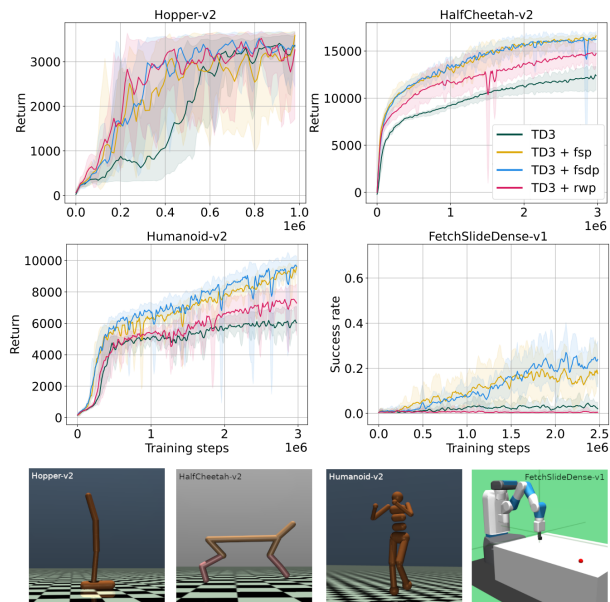 Hopper-v2
Return
3000
2000
1000
0
0.0 0.2 0.4 0.6 0.8 1.0
1e6
HalfCheetah-v2
Return
15000
10000
5000
0
0 1 2 3
1e6
TD3
TD3 + fsp
TD3 + fsdp
TD3 + rwp
Humanoid-v2
Return
10000
8000
6000
4000
2000
0
0 1 2 3
Training steps 1e6
FetchSlideDense-v1
Success rate
0.6
0.4
0.2
0.0
0.0 0.5 1.0 1.5 2.0 2.5
Training steps 1e6
Hopper-v2
HalfCheetah-v2
Humanoid-v2
FetchSlideDense-v1